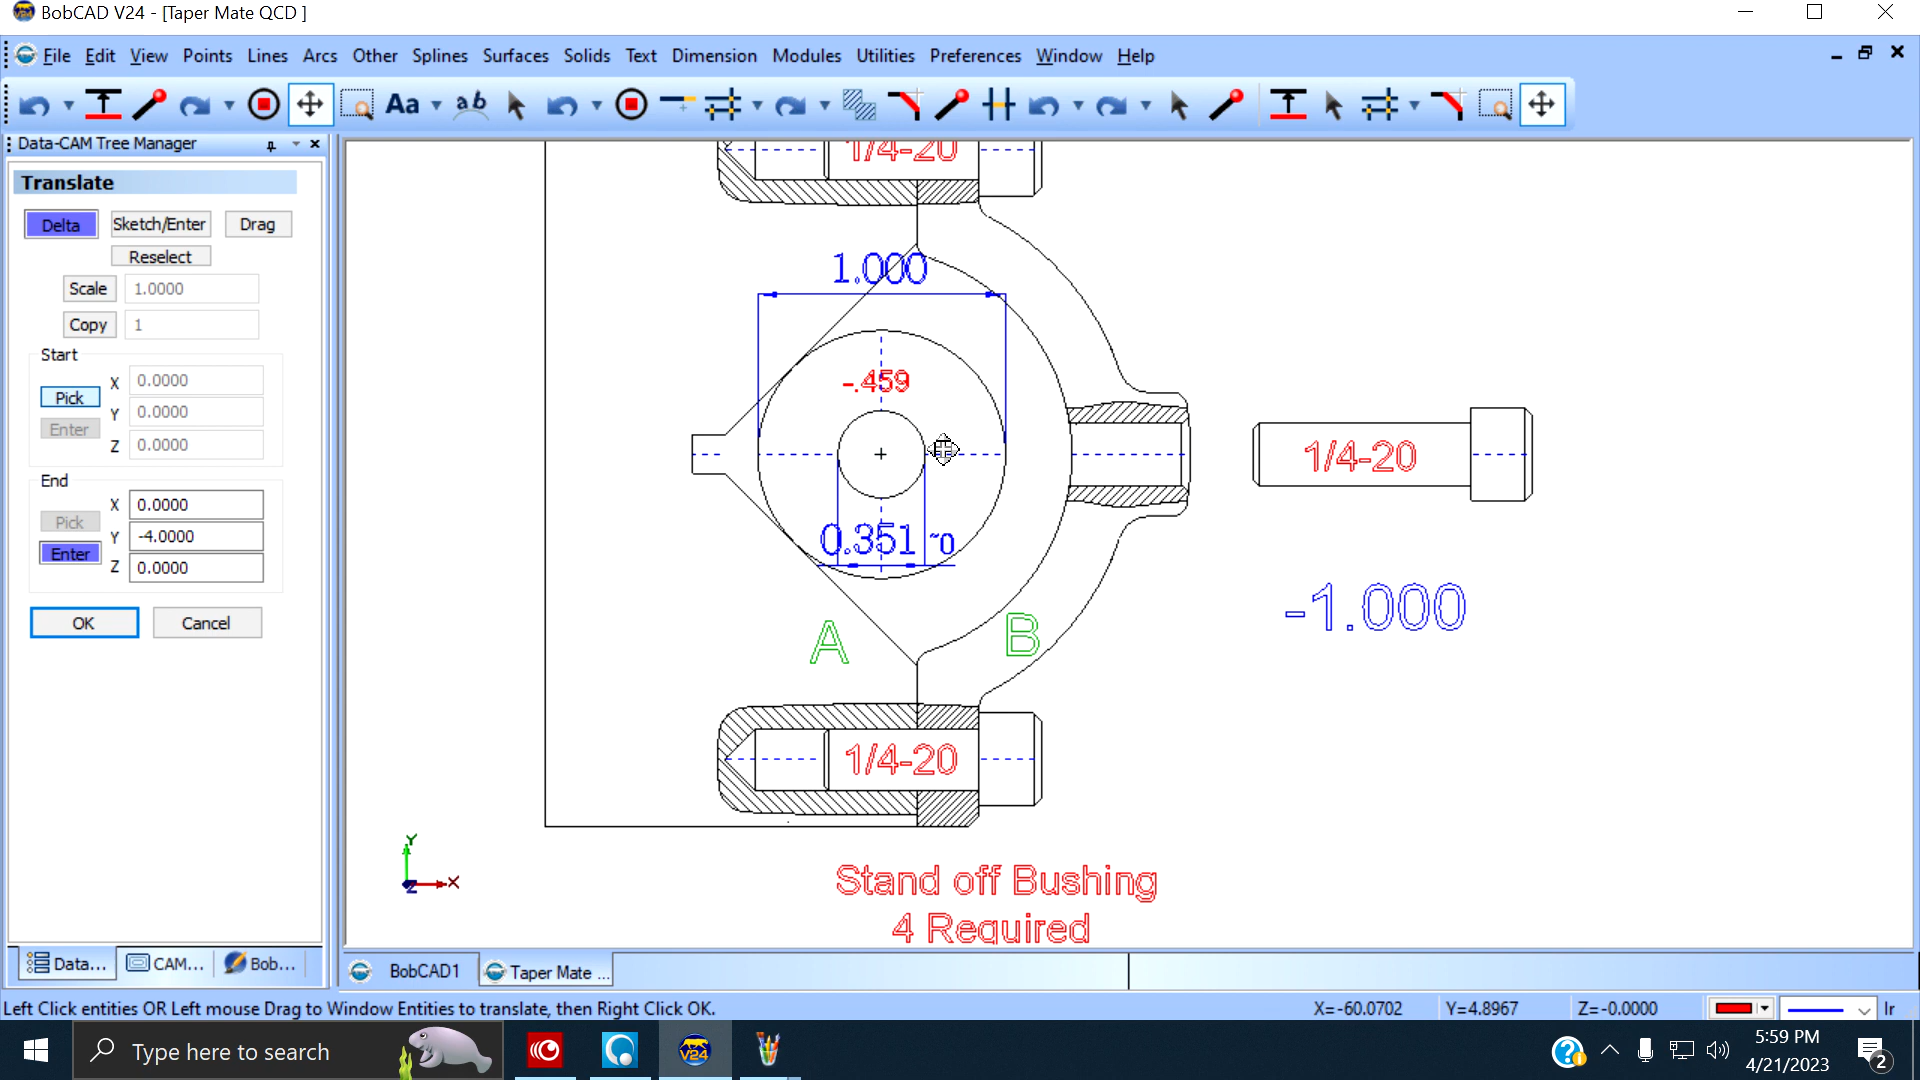 BobCAD V24 - [Taper Mate QCD ]
File Edit View Points Lines Arcs Other Splines Surfaces Solids Text Dimension Modules Utilities Preferences Window Help
Aa ab
Data-CAM Tree Manager
Translate
Delta Sketch/Enter Drag
Reselect
Scale 1.0000
Copy 1
Start
Pick X 0.0000
Y 0.0000
Enter
Z 0.0000
End
X 0.0000
Pick
Y -4.0000
Enter
Z 0.0000
OK Cancel
1/4-20
1.000
-.459
1/4-20
0.351 ~0
-1.000
A B
1/4-20
Y
X
Z
Stand off Bushing
4 Required
Data... CAM... Bob...
BobCAD1 Taper Mate ...
Left Click entities OR Left mouse Drag to Window Entities to translate, then Right Click OK.
X=-60.0702 Y=4.8967 Z=-0.0000 Ir
Type here to search
V24
5:59 PM
4/21/2023
2